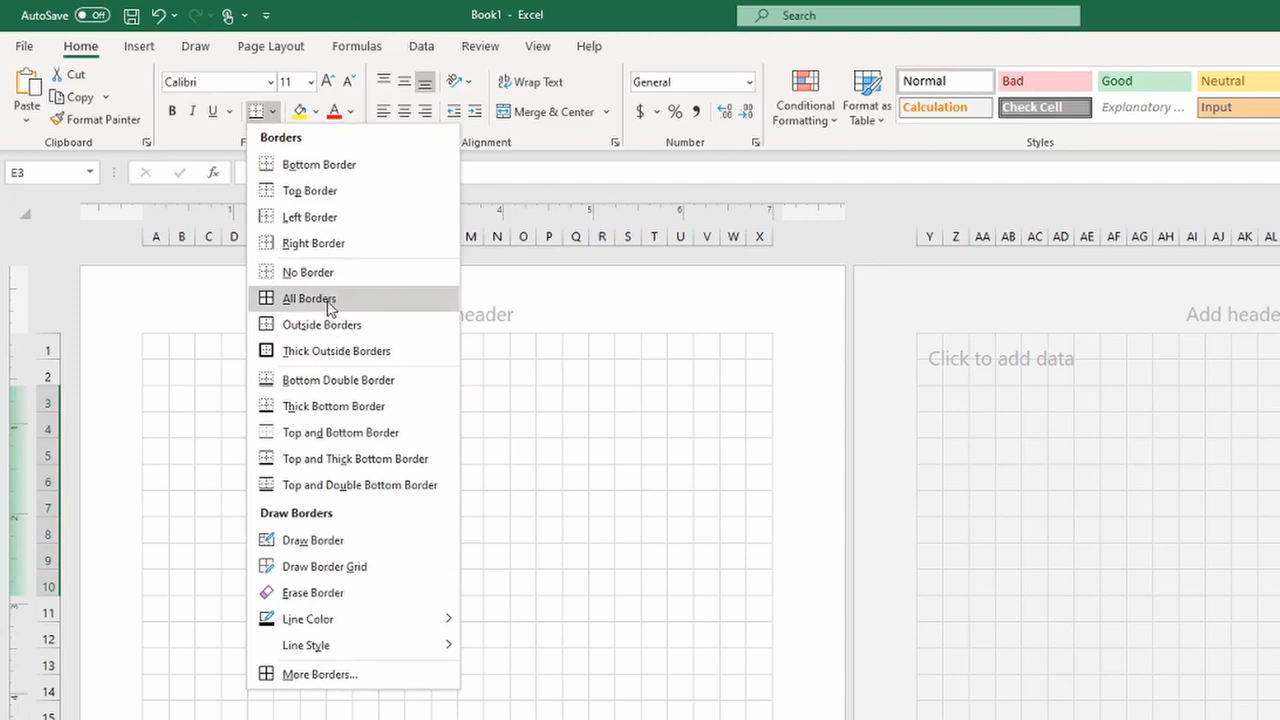 AutoSave Off Book1 - Excel Search
File Home Insert Draw Page Layout Formulas Data Review View Help
Paste
Cut
Copy
Format Painter
Clipboard
Calibri 11
B I U A
Wrap Text
Merge & Center
Alignment
General
$ % 9
Number
Conditional Formatting
Format as Table
Normal Bad Good Neutral
Calculation Check Cell Explanatory ... Input
Styles
E3 fx
1 4 5 6 7
A B C D M N O P Q R S T U V W X Y Z AA AB AC AD AE AF AG AH AI AJ AK AL
Borders
Bottom Border
Top Border
Left Border
Right Border
No Border
All Borders
Outside Borders
Thick Outside Borders
Bottom Double Border
Thick Bottom Border
Top and Bottom Border
Top and Thick Bottom Border
Top and Double Bottom Border
Draw Borders
Draw Border
Draw Border Grid
Erase Border
Line Color
Line Style
More Borders...
header
Add heade
Click to add data
1
2
3
4
5
6
7
8
9
10
11
12
13
14
15